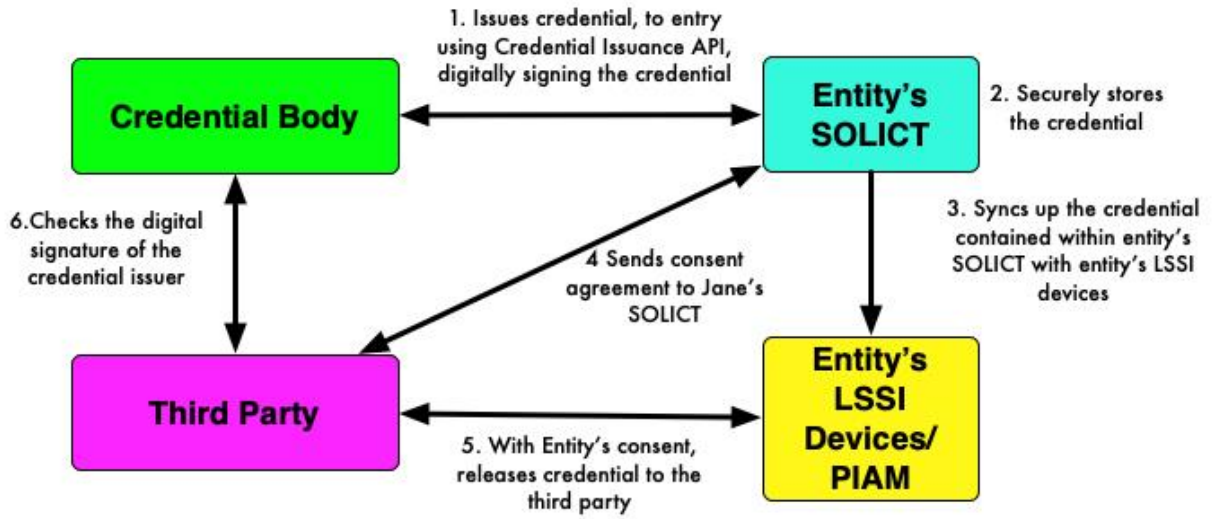 1. Issues credential, to entry
using Credential Issuance API,
digitally signing the credential
Credential Body
Entity's
SOLICT
2. Securely stores
the credential
6.Checks the digital
signature of the
credential issuer
3. Syncs up the credential
contained within entity's
SOLICT with entity's LSSI
devices
4 Sends consent
agreement to Jane's
SOLICT
Third Party
Entity's
LSSI
Devices/
PIAM
5. With Entity's consent,
releases credential to the
third party